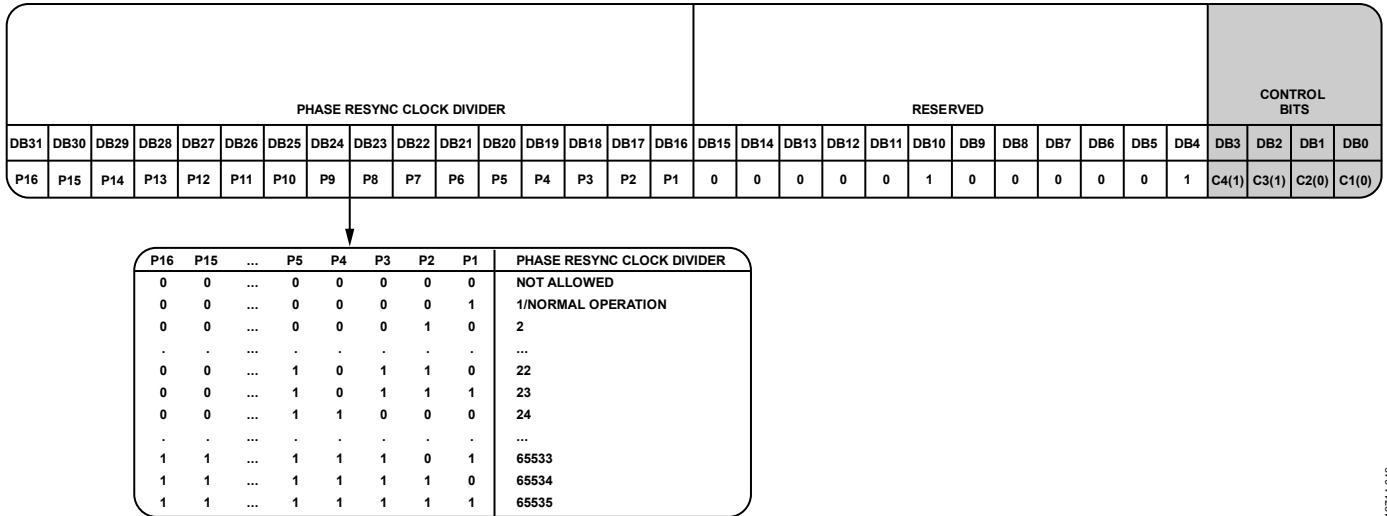 PHASE RESYNC CLOCK DIVIDER RESERVED CONTROL
BITS
DB31 DB30 DB29 DB28 DB27 DB26 DB25 DB24 DB23 DB22 DB21 DB20 DB19 DB18 DB17 DB16 DB15 DB14 DB13 DB12 DB11 DB10 DB9 DB8 DB7 DB6 DB5 DB4 DB3 DB2 DB1 DB0
P16 P15 P14 P13 P12 P11 P10 P9 P8 P7 P6 P5 P4 P3 P2 P1 0 0 0 0 0 1 0 0 0 0 0 1 C4(1) C3(1) C2(0) C1(0)
P16 P15 ... P5 P4 P3 P2 P1 PHASE RESYNC CLOCK DIVIDER
0 0 ... 0 0 0 0 0 NOT ALLOWED
0 0 ... 0 0 0 0 1 1/NORMAL OPERATION
0 0 ... 0 0 0 1 0 2
. . ... . . . . . ...
0 0 ... 1 0 1 1 0 22
0 0 ... 1 0 1 1 1 23
0 0 ... 1 1 0 0 0 24
. . ... . . . . . ...
1 1 ... 1 1 1 0 1 65533
1 1 ... 1 1 1 1 0 65534
1 1 ... 1 1 1 1 1 65535